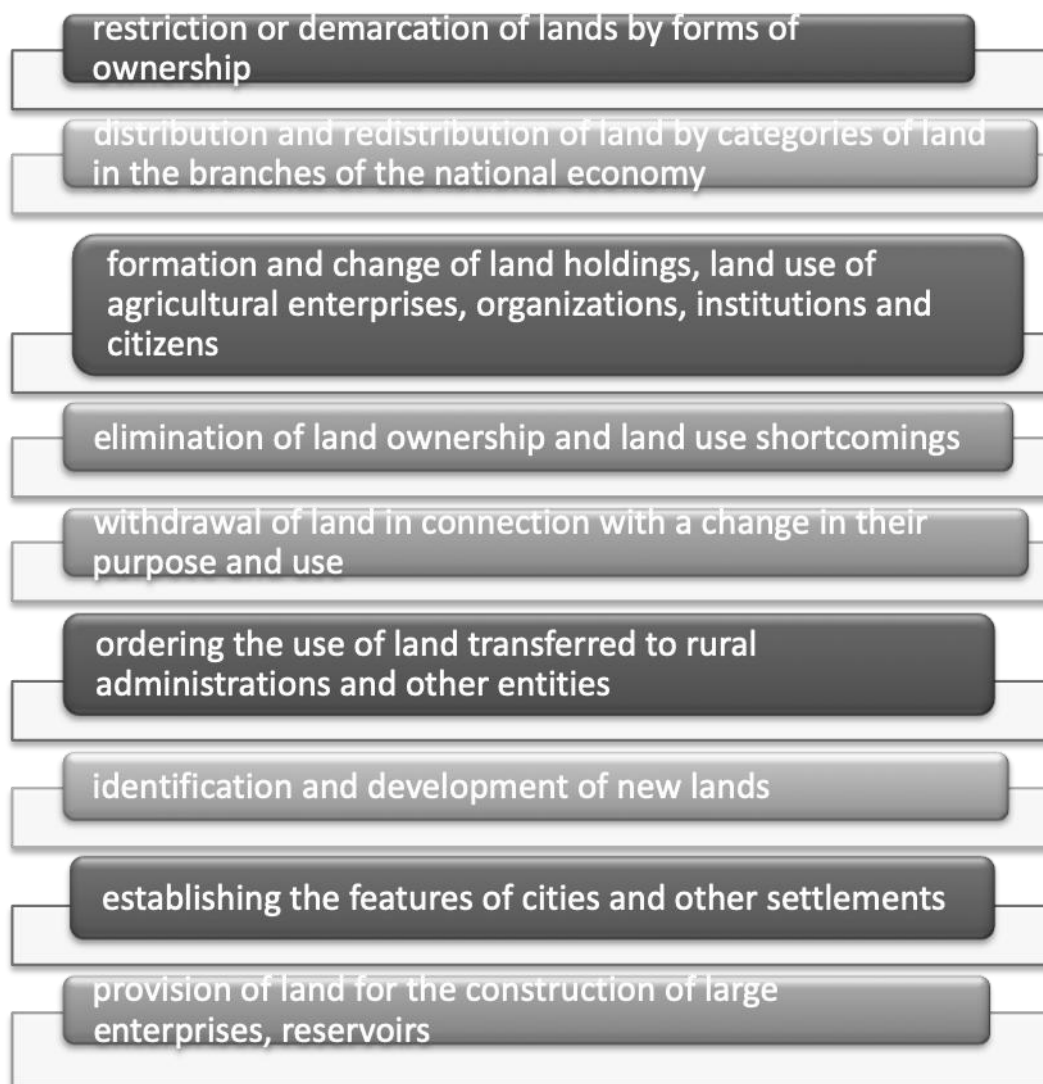 restriction or demarcation of lands by forms of
ownership
distribution and redistribution of land by categories of land
in the branches of the national economy
formation and change of land holdings, land use of
agricultural enterprises, organizations, institutions and
citizens
elimination of land ownership and land use shortcomings
withdrawal of land in connection with a change in their
purpose and use
ordering the use of land transferred to rural
administrations and other entities
identification and development of new lands
establishing the features of cities and other settlements
provision of land for the construction of large
enterprises, reservoirs